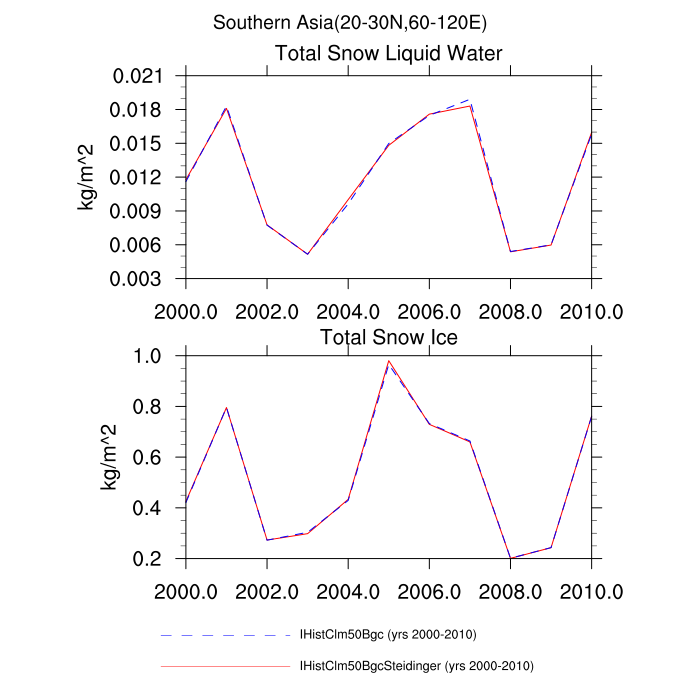 Southern Asia(20-30N,60-120E)
Total Snow Liquid Water
0.021
0.018
0.015
0.012
0.009
0.006
0.003
kg/m^2
2000.0 2002.0 2004.0 2006.0 2008.0 2010.0
Total Snow Ice
1.0
0.8
0.6
0.4
0.2
kg/m^2
2000.0 2002.0 2004.0 2006.0 2008.0 2010.0
IHistClm50Bgc (yrs 2000-2010)
IHistClm50BgcSteidinger (yrs 2000-2010)